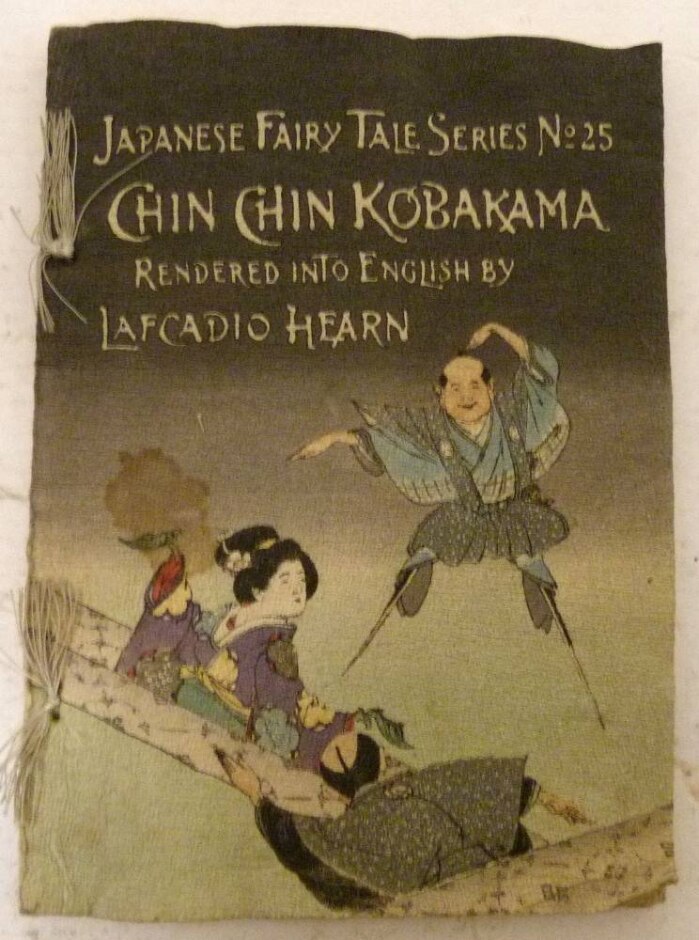 JAPANESE FAIRY TALE SERIES No 25
CHIN CHIN KOBAKAMA
RENDERED INTO ENGLISH BY
LAFCADIO HEARN